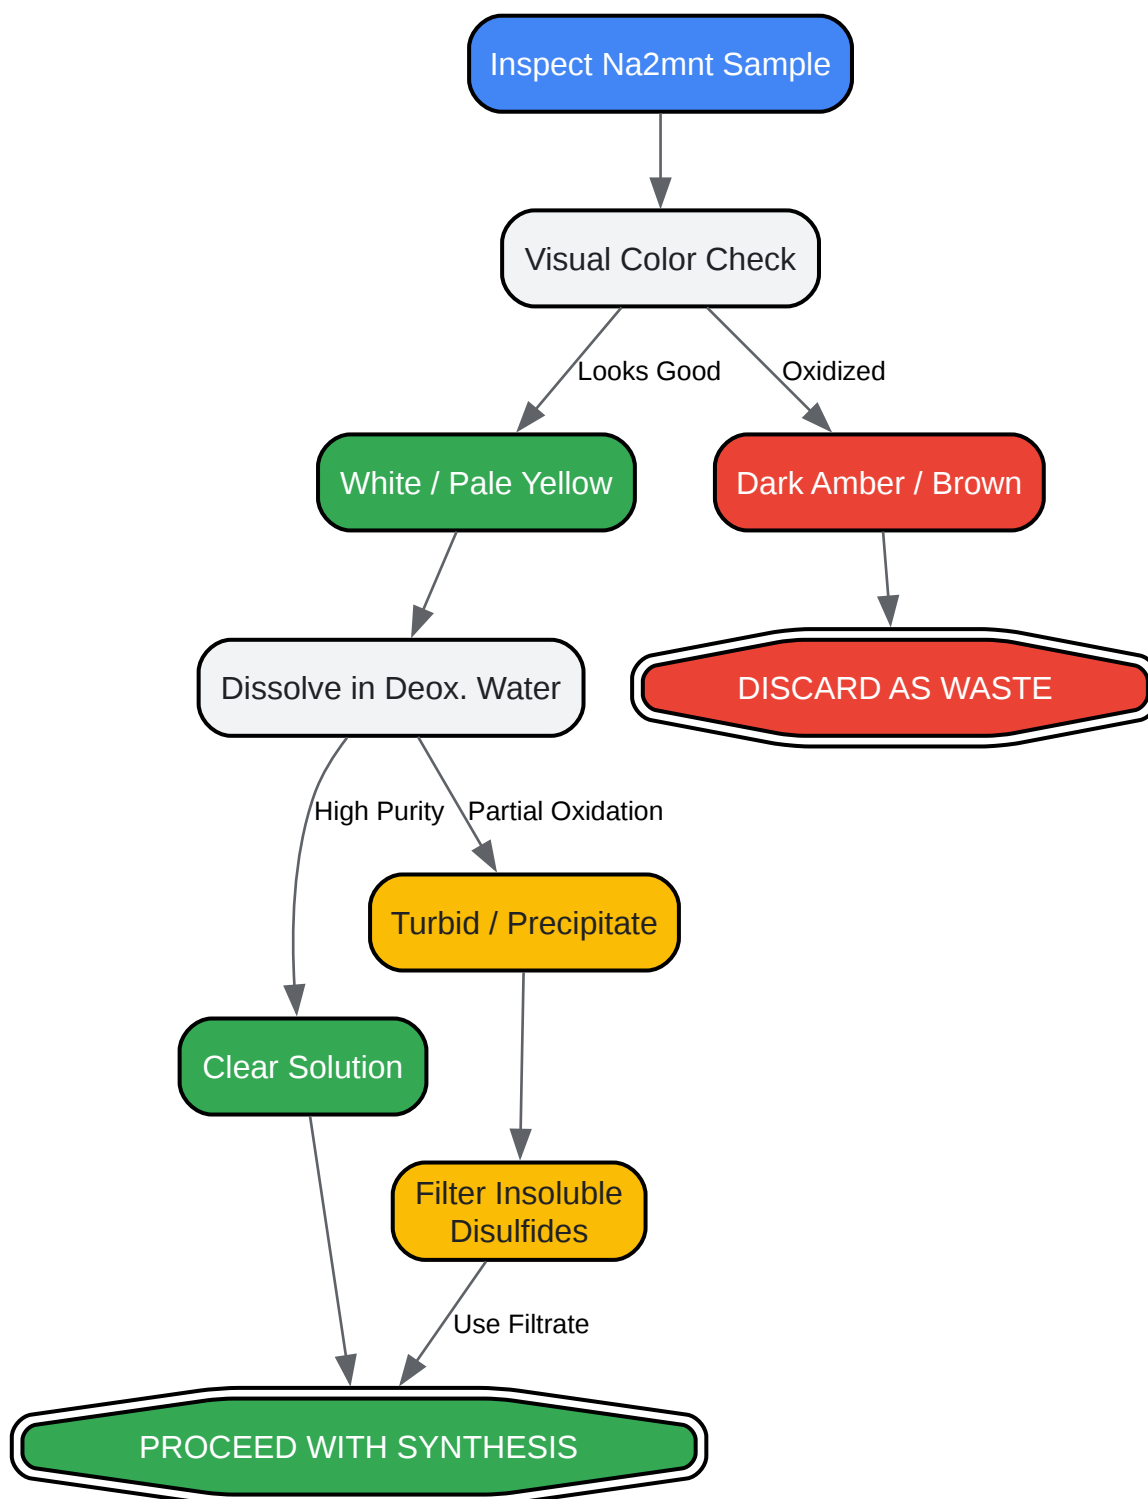 Inspect Na2mnt Sample
Visual Color Check
Looks Good
Oxidized
White / Pale Yellow
Dark Amber / Brown
Dissolve in Deox. Water
DISCARD AS WASTE
High Purity
Partial Oxidation
Turbid / Precipitate
Clear Solution
Filter Insoluble
Disulfides
Use Filtrate
PROCEED WITH SYNTHESIS